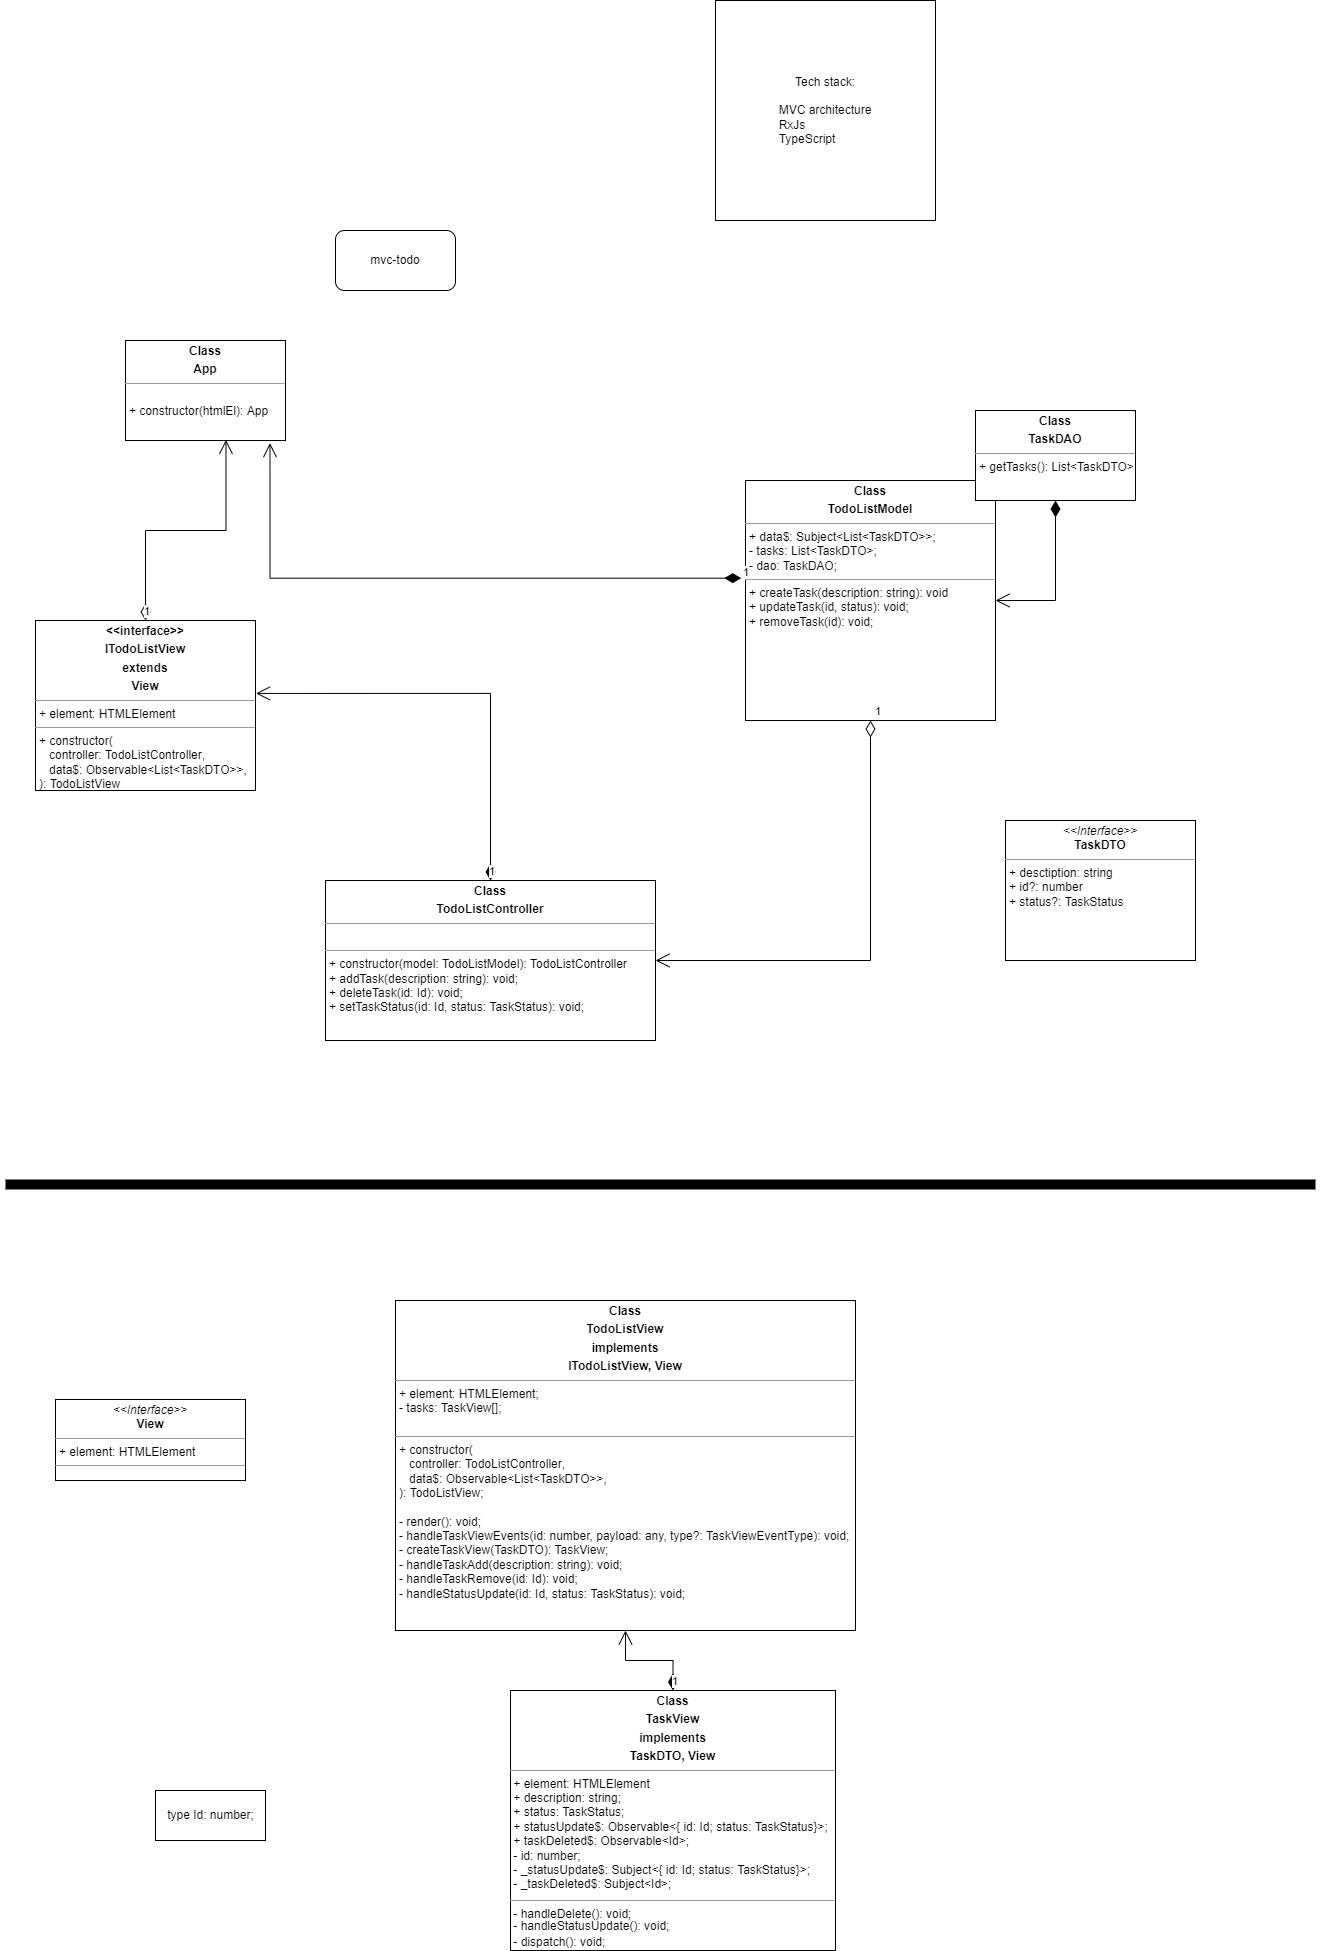 Tech stack:
MVC architecture
RxJs
TypeScript
mvc-todo
Class
App
+ constructor(htmlEl): App
Class
TaskDAO
+ getTasks(): List<TaskDTO>
Class
TodoListModel
+ data$: Subject<List<TaskDTO>>;
- tasks: List<TaskDTO>;
- dao: TaskDAO;
1
+ createTask(description: string): void
+ updateTask(id, status): void;
+ removeTask(id): void;
1
1
<<interface>>
ITodoListView
extends
View
+ element: HTMLElement
+ constructor(
controller: TodoListController,
data$: Observable<List<TaskDTO>>,
): TodoListView
<<Interface>>
TaskDTO
+ desctiption: string
+ id?: number
+ status?: TaskStatus
1
Class
TodoListController
+ constructor(model: TodoListModel): TodoListController
+ addTask(description: string): void;
+ deleteTask(id: Id): void;
+ setTaskStatus(id: Id, status: TaskStatus): void;
Class
TodoListView
implements
ITodoListView, View
+ element: HTMLElement;
- tasks: TaskView[];
+ constructor(
controller: TodoListController,
data$: Observable<List<TaskDTO>>,
): TodoListView;
- render(): void;
- handleTaskViewEvents(id: number, payload: any, type?: TaskViewEventType): void;
- createTaskView(TaskDTO): TaskView;
- handleTaskAdd(description: string): void;
- handleTaskRemove(id: Id): void;
- handleStatusUpdate(id: Id, status: TaskStatus): void;
<<Interface>>
View
+ element: HTMLElement
1
Class
TaskView
implements
TaskDTO, View
+ element: HTMLElement
+ description: string;
+ status: TaskStatus;
+ statusUpdate$: Observable<{ id: Id; status: TaskStatus}>;
+ taskDeleted$: Observable<Id>;
- id: number;
- _statusUpdate$: Subject<{ id: Id; status: TaskStatus}>;
- _taskDeleted$: Subject<Id>;
- handleDelete(): void;
- handleStatusUpdate(): void;
- dispatch(): void;
type Id: number;